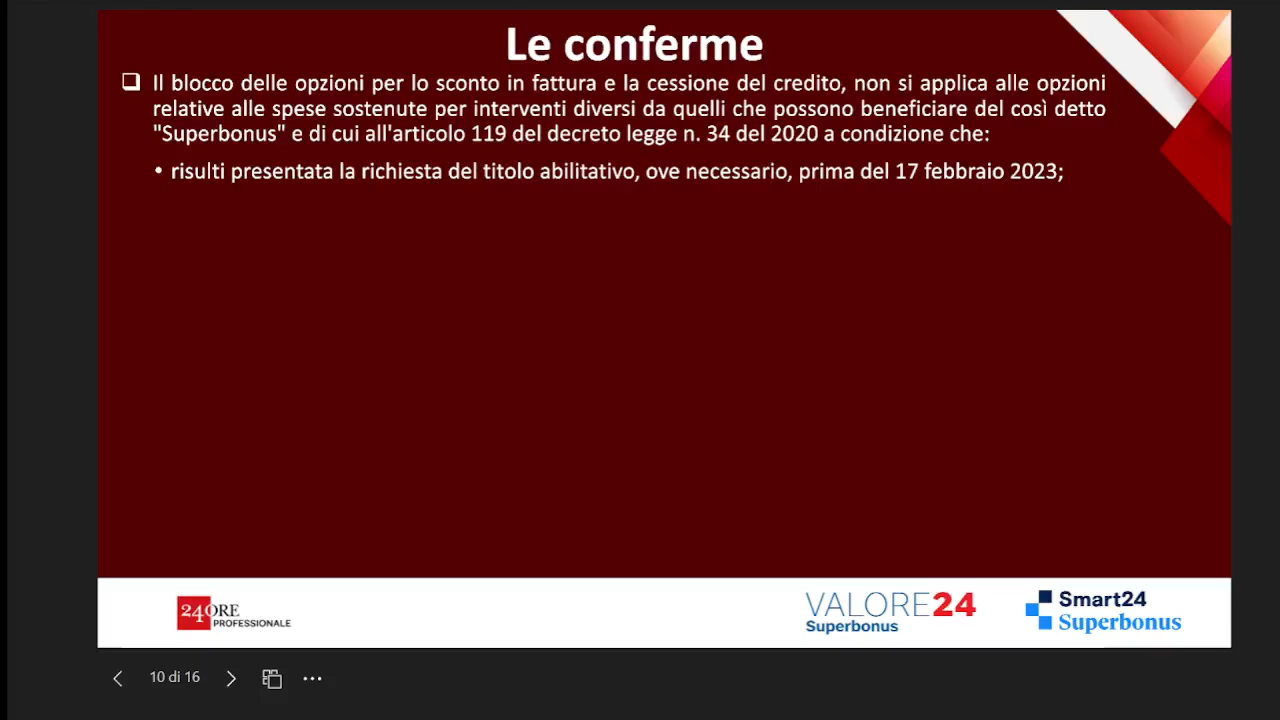 Le conferme
❑ Il blocco delle opzioni per lo sconto in fattura e la cessione del credito, non si applica alle opzioni
relative alle spese sostenute per interventi diversi da quelli che possono beneficiare del così detto
"Superbonus" e di cui all'articolo 119 del decreto legge n. 34 del 2020 a condizione che:
• risulti presentata la richiesta del titolo abilitativo, ove necessario, prima del 17 febbraio 2023;
24ORE
PROFESSIONALE
VALORE24
Superbonus
Smart24
Superbonus
10 di 16